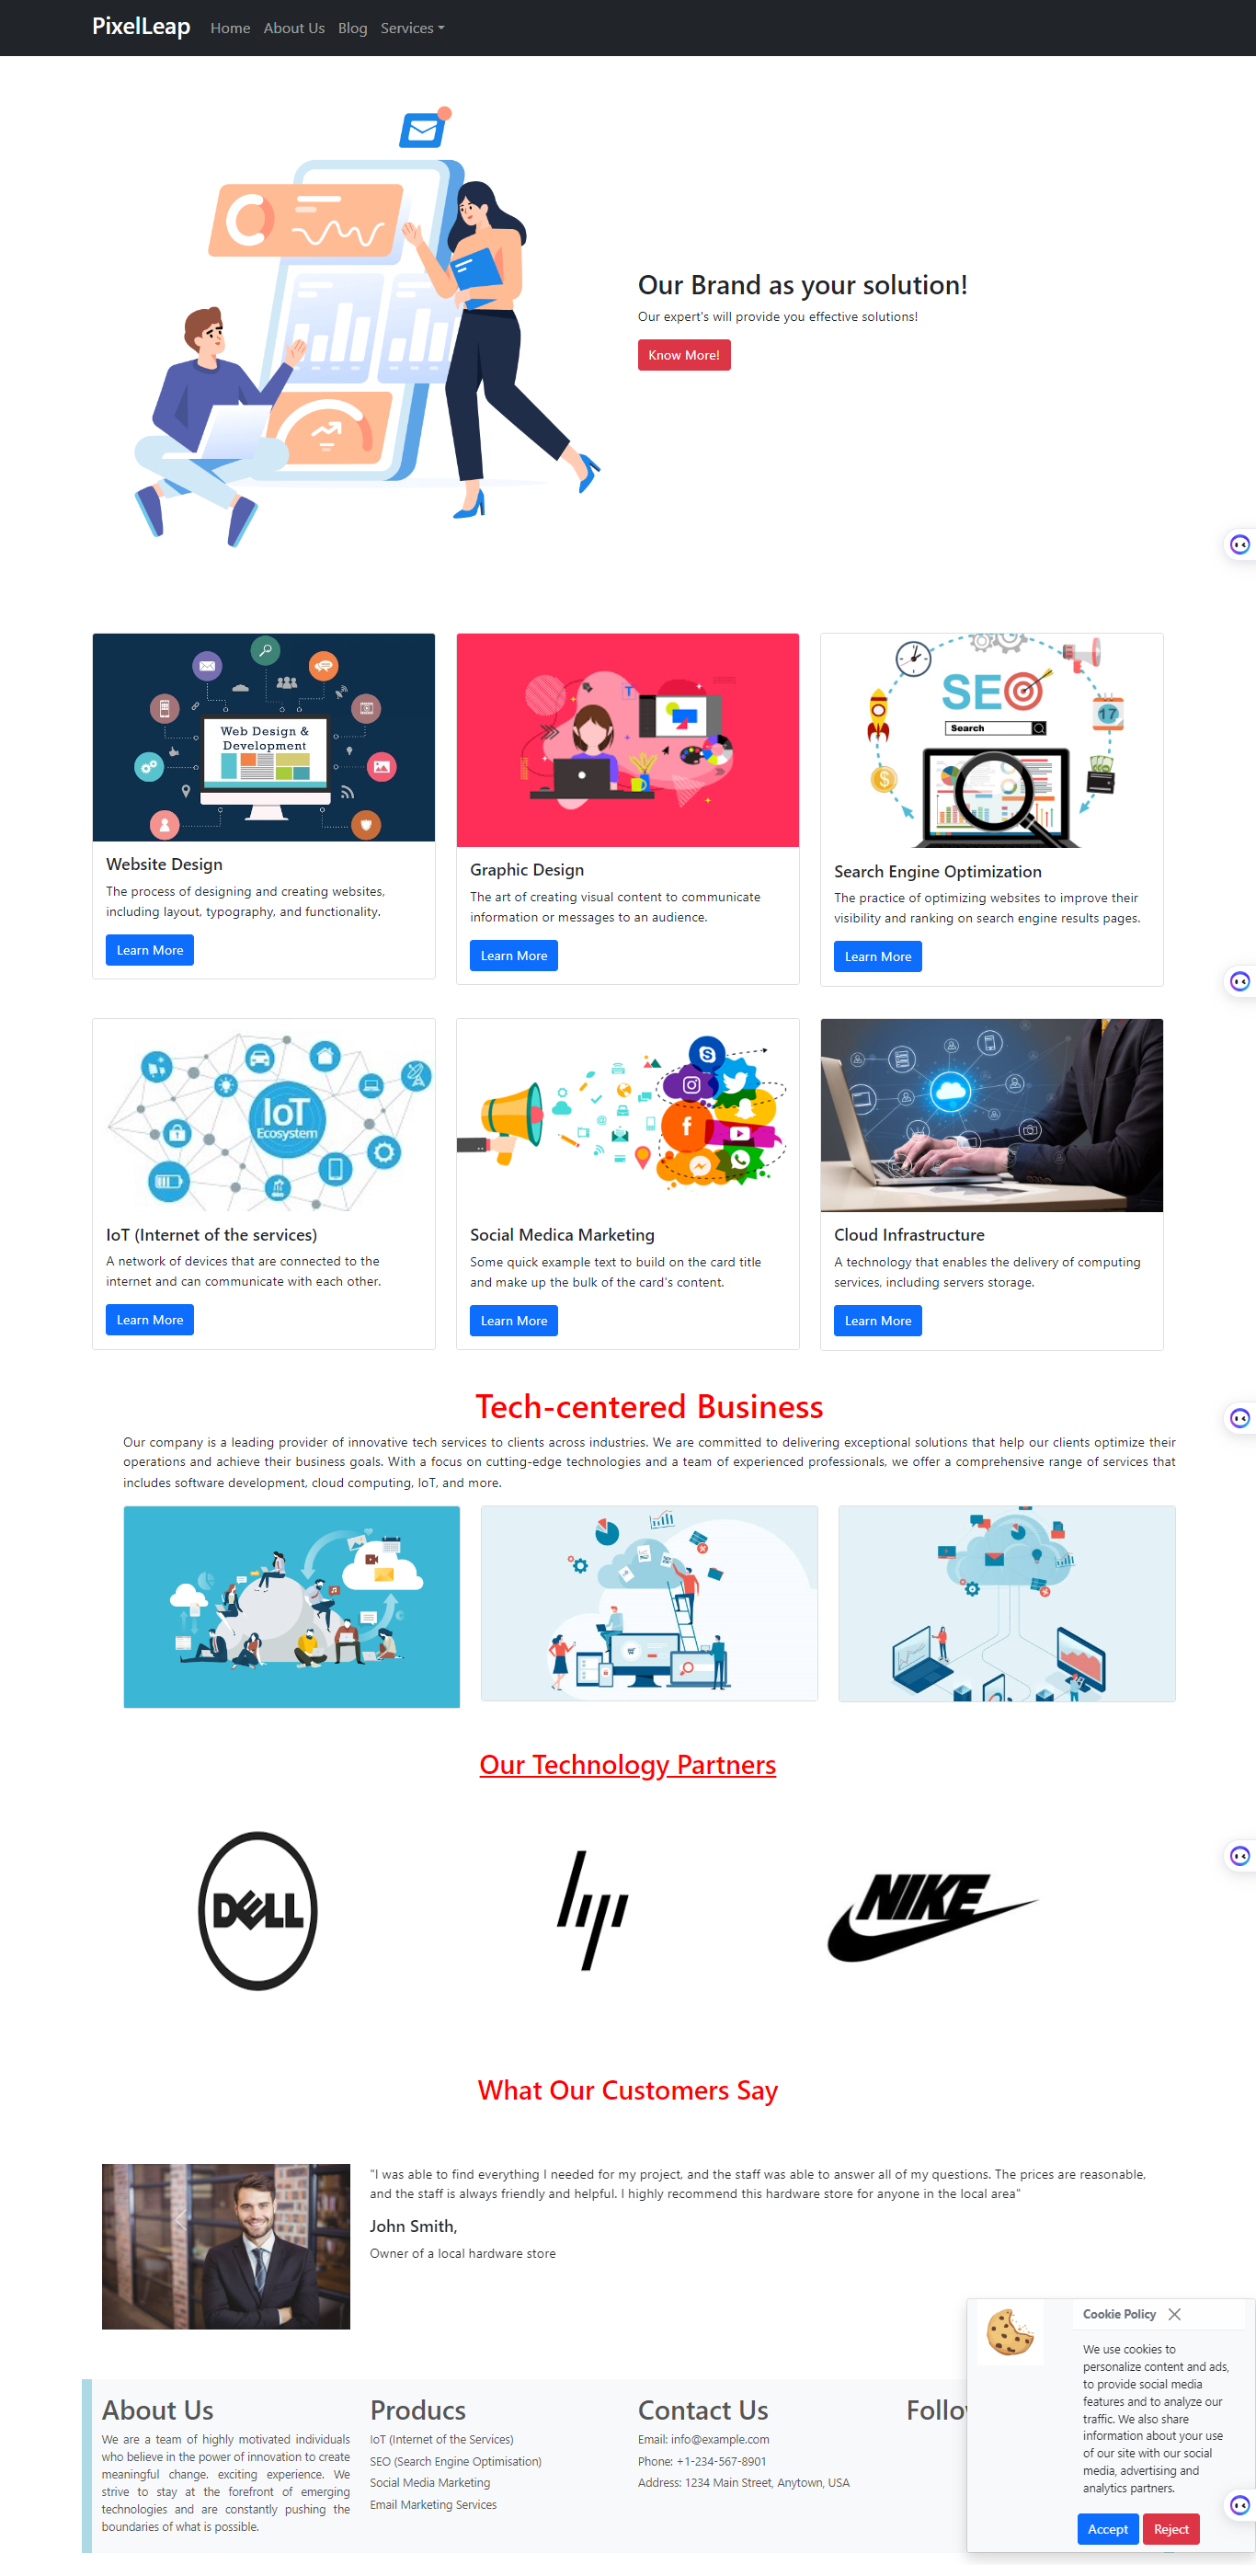 PixelLeap Home About Us Blog Services
Our Brand as your solution!
Our expert's will provide you effective solutions!
Know More!
Web Design &
Development
Website Design
The process of designing and creating websites,
including layout, typography, and functionality.
Learn More
T
Graphic Design
The art of creating visual content to communicate
information or messages to an audience.
Learn More
SEO
17
Search
$
Search Engine Optimization
The practice of optimizing websites to improve their
visibility and ranking on search engine results pages.
Learn More
IoT
Ecosystem
IoT (Internet of the services)
A network of devices that are connected to the
internet and can communicate with each other.
Learn More
Social Medica Marketing
Some quick example text to build on the card title
and make up the bulk of the card's content.
Learn More
Cloud Infrastructure
A technology that enables the delivery of computing
services, including servers storage.
Learn More
Tech-centered Business
Our company is a leading provider of innovative tech services to clients across industries. We are committed to delivering exceptional solutions that help our clients optimize their
operations and achieve their business goals. With a focus on cutting-edge technologies and a team of experienced professionals, we offer a comprehensive range of services that
includes software development, cloud computing, IoT, and more.
Our Technology Partners
DELL
hp
NIKE
What Our Customers Say
"I was able to find everything I needed for my project, and the staff was able to answer all of my questions. The prices are reasonable,
and the staff is always friendly and helpful. I highly recommend this hardware store for anyone in the local area"
John Smith,
Owner of a local hardware store
About Us
We are a team of highly motivated individuals
who believe in the power of innovation to create
meaningful change. exciting experience. We
strive to stay at the forefront of emerging
technologies and are constantly pushing the
boundaries of what is possible.
Producs
IoT (Internet of the Services)
SEO (Search Engine Optimisation)
Social Media Marketing
Email Marketing Services
Contact Us
Email: info@example.com
Phone: +1-234-567-8901
Address: 1234 Main Street, Anytown, USA
Cookie Policy
We use cookies to
personalize content and ads,
to provide social media
features and to analyze our
traffic. We also share
information about your use
of our site with our social
media, advertising and
analytics partners.
Accept Reject